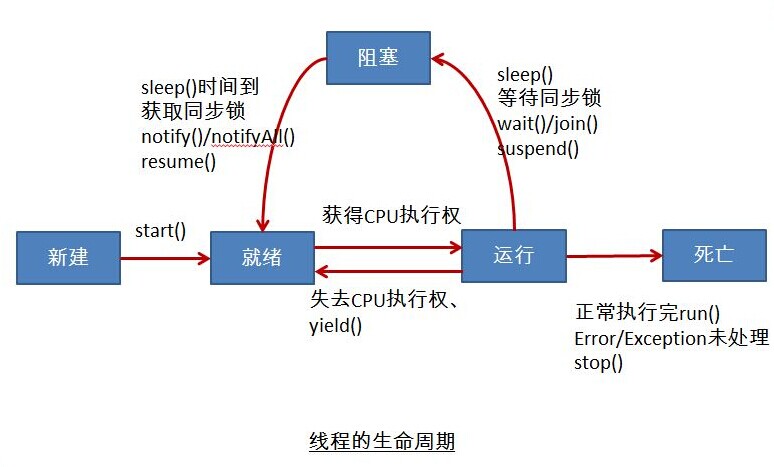 阻塞
sleep()时间到
获取同步锁
notify()/notifyAll()
resume()
sleep()
等待同步锁
wait()/join()
suspend()
新建
start()
就绪
获得CPU执行权
运行
死亡
失去CPU执行权、
yield()
正常执行完run()
Error/Exception未处理
stop()
线程的生命周期